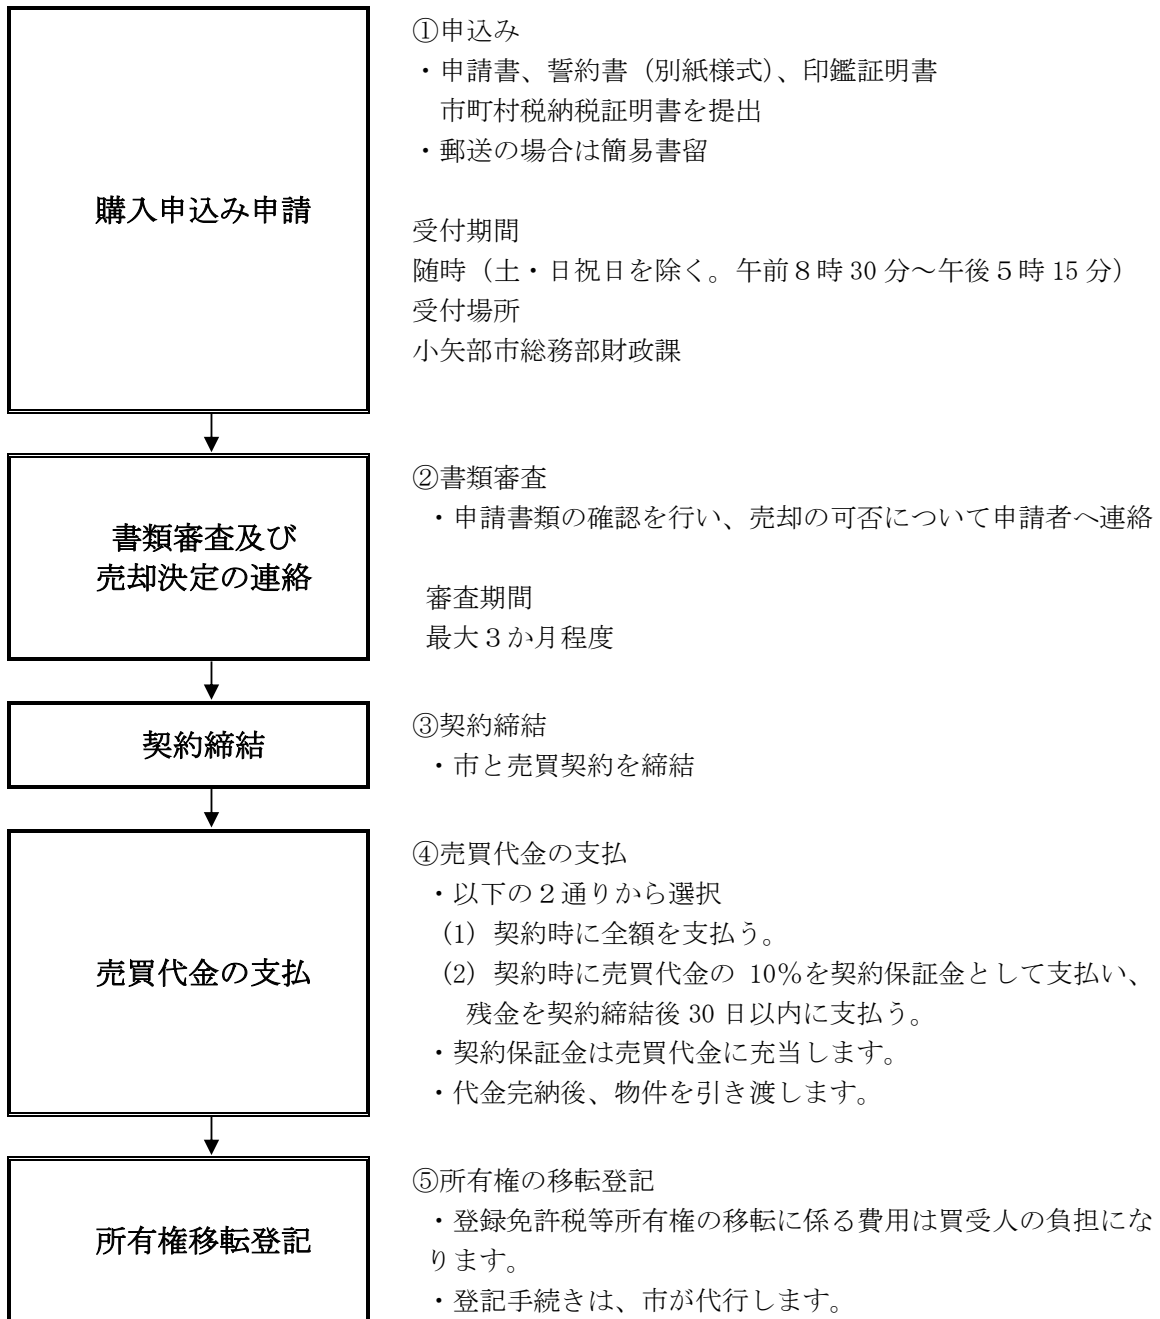 購入申込み申請
①申込み
・申請書、誓約書（別紙様式）、印鑑証明書
市町村税納税証明書を提出
・郵送の場合は簡易書留
受付期間
随時（土・日祝日を除く。午前８時 30 分～午後５時 15 分）
受付場所
小矢部市総務部財政課
書類審査及び
売却決定の連絡
②書類審査
・申請書類の確認を行い、売却の可否について申請者へ連絡
審査期間
最大３か月程度
契約締結
③契約締結
・市と売買契約を締結
売買代金の支払
④売買代金の支払
・以下の２通りから選択
(1) 契約時に全額を支払う。
(2) 契約時に売買代金の 10％を契約保証金として支払い、
残金を契約締結後 30 日以内に支払う。
・契約保証金は売買代金に充当します。
・代金完納後、物件を引き渡します。
所有権移転登記
⑤所有権の移転登記
・登録免許税等所有権の移転に係る費用は買受人の負担にな
ります。
・登記手続きは、市が代行します。